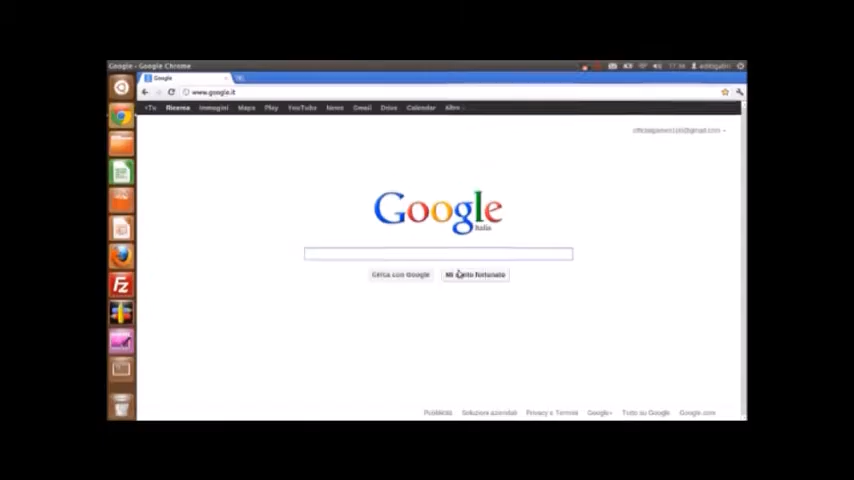 Google - Google Chrome
Google
www.google.it
+Tu Ricerca Immagini Maps Play YouTube News Gmail Drive Calendar Altro
Google
Italia
Cerca con Google Mi sento fortunato
Pubblicità Soluzioni aziendali Privacy e Termini Google+ Tutto su Google Google.com